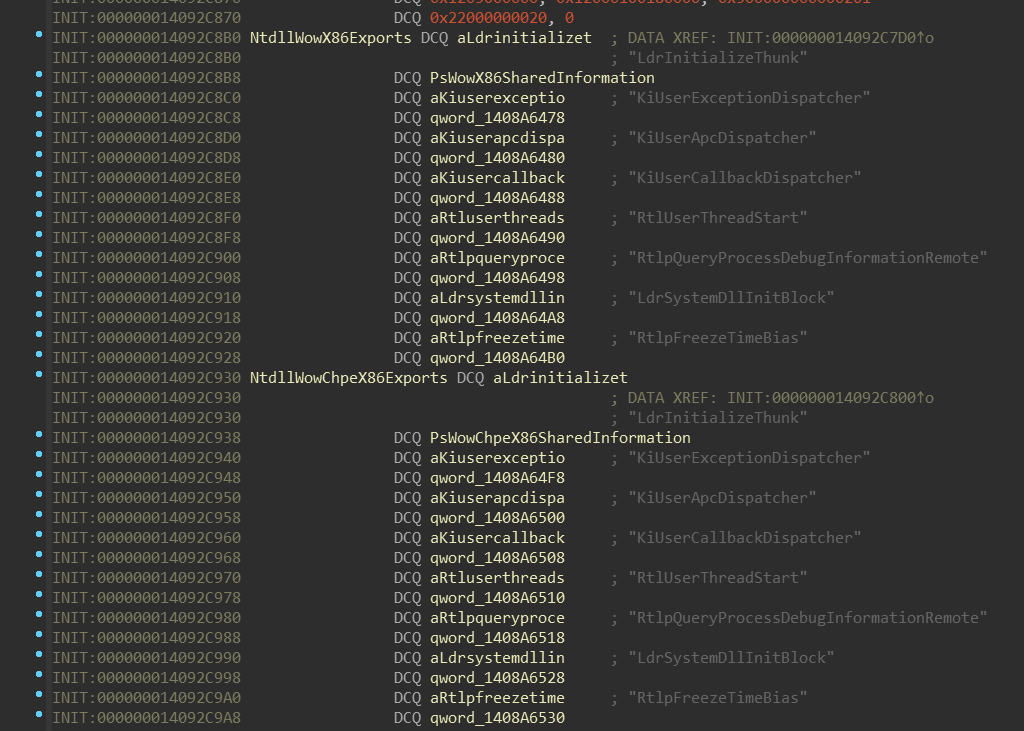 INIT:000000014092C870 DCQ 0x22000000020, 0
INIT:000000014092C8B0 NtdllWowX86Exports DCQ aLdrinitializet ; DATA XREF: INIT:000000014092C7D0↑o
INIT:000000014092C8B0 ; "LdrInitializeThunk"
INIT:000000014092C8B8 DCQ PsWowX86SharedInformation
INIT:000000014092C8C0 DCQ aKiuserexceptio ; "KiUserExceptionDispatcher"
INIT:000000014092C8C8 DCQ qword_1408A6478
INIT:000000014092C8D0 DCQ aKiuserapcdispa ; "KiUserApcDispatcher"
INIT:000000014092C8D8 DCQ qword_1408A6480
INIT:000000014092C8E0 DCQ aKiusercallback ; "KiUserCallbackDispatcher"
INIT:000000014092C8E8 DCQ qword_1408A6488
INIT:000000014092C8F0 DCQ aRtluserthreads ; "RtlUserThreadStart"
INIT:000000014092C8F8 DCQ qword_1408A6490
INIT:000000014092C900 DCQ aRtlpqueryproce ; "RtlpQueryProcessDebugInformationRemote"
INIT:000000014092C908 DCQ qword_1408A6498
INIT:000000014092C910 DCQ aLdrsystemdllin ; "LdrSystemDllInitBlock"
INIT:000000014092C918 DCQ qword_1408A64A8
INIT:000000014092C920 DCQ aRtlpfreezetime ; "RtlpFreezeTimeBias"
INIT:000000014092C928 DCQ qword_1408A64B0
INIT:000000014092C930 NtdllWowChpeX86Exports DCQ aLdrinitializet
INIT:000000014092C930 ; DATA XREF: INIT:000000014092C800↑o
INIT:000000014092C930 ; "LdrInitializeThunk"
INIT:000000014092C938 DCQ PsWowChpeX86SharedInformation
INIT:000000014092C940 DCQ aKiuserexceptio ; "KiUserExceptionDispatcher"
INIT:000000014092C948 DCQ qword_1408A64F8
INIT:000000014092C950 DCQ aKiuserapcdispa ; "KiUserApcDispatcher"
INIT:000000014092C958 DCQ qword_1408A6500
INIT:000000014092C960 DCQ aKiusercallback ; "KiUserCallbackDispatcher"
INIT:000000014092C968 DCQ qword_1408A6508
INIT:000000014092C970 DCQ aRtluserthreads ; "RtlUserThreadStart"
INIT:000000014092C978 DCQ qword_1408A6510
INIT:000000014092C980 DCQ aRtlpqueryproce ; "RtlpQueryProcessDebugInformationRemote"
INIT:000000014092C988 DCQ qword_1408A6518
INIT:000000014092C990 DCQ aLdrsystemdllin ; "LdrSystemDllInitBlock"
INIT:000000014092C998 DCQ qword_1408A6528
INIT:000000014092C9A0 DCQ aRtlpfreezetime ; "RtlpFreezeTimeBias"
INIT:000000014092C9A8 DCQ qword_1408A6530